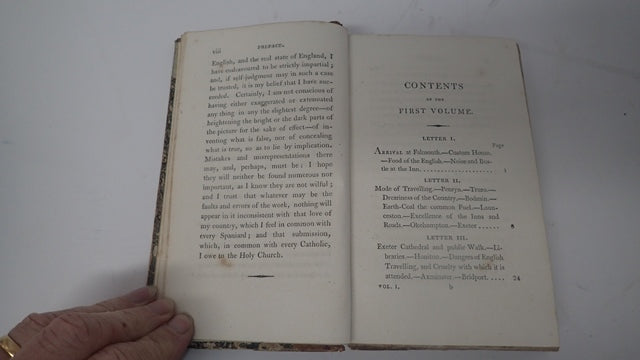 viii PREFACE.
English, and the real state of England, I
have endeavoured to be strictly impartial;
and, if self-judgment may in such a case
be trusted, it is my belief that I have suc-
ceeded. Certainly, I am not conscious of
having either exaggerated or extenuated
any thing in any the slightest degree—of
heightening the bright or the dark parts of
the picture for the sake of effect—of in-
venting what is false, nor of concealing
what is true, so as to lie by implication.
Mistakes and misrepresentations there
may, and, perhaps, must be: I hope
they will neither be found numerous nor
important, as I know they are not wilful;
and I trust that whatever may be the
faults and errors of the work, nothing will
appear in it inconsistent with that love of
my country, which I feel in common with
every Spaniard; and that submission,
which, in common with every Catholic,
I owe to the Holy Church.
CONTENTS
OF THE
FIRST VOLUME.
LETTER I.
Page
ARRIVAL at Falmouth.—Custom House.
—Food of the English.—Noise and Bus-
tle at the Inn. 1
LETTER II.
Mode of Travelling.—Penryn.—Truro.—
Dreariness of the Country.—Bodmin.—
Earth-Coal the common Fuel.—Laun-
ceston.—Excellence of the Inns and
Roads.—Okehampton.—Exeter 8
LETTER III.
Exeter Cathedral and public Walk.—Li-
braries.—Honiton.—Dangers of English
Travelling, and Cruelty with which it is
attended.—Axminster.—Bridport. 24
VOL. I. b